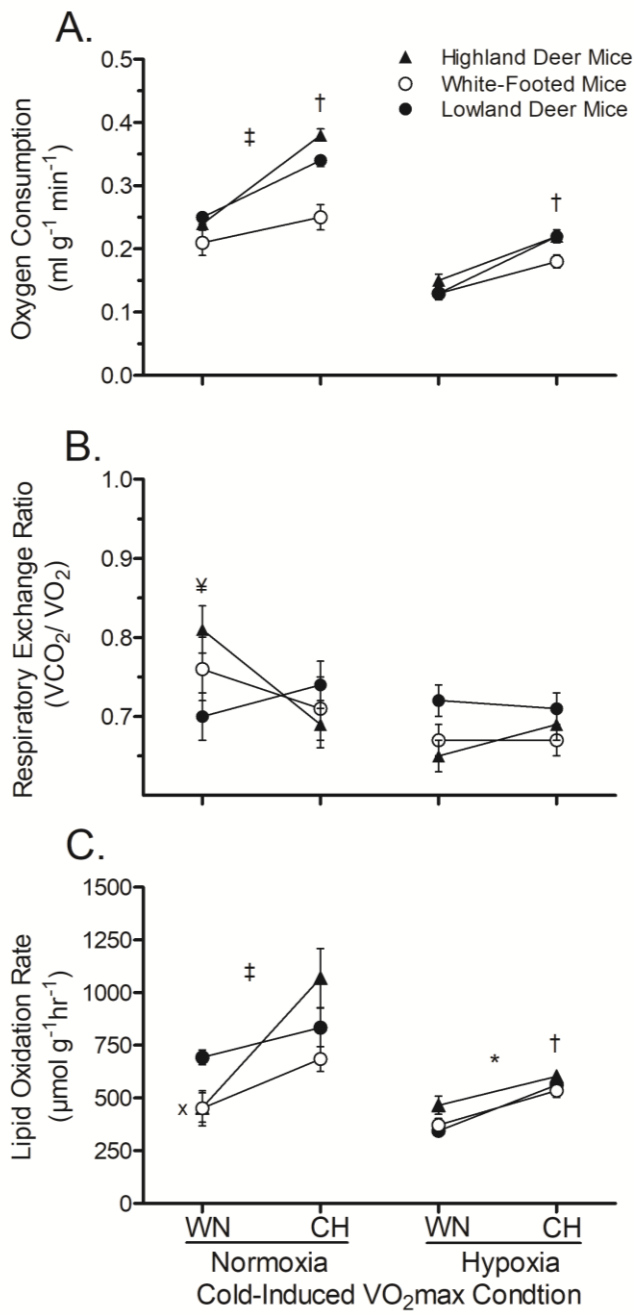 A.
▲ Highland Deer Mice
○ White-Footed Mice
● Lowland Deer Mice
Oxygen Consumption
(ml g⁻¹ min⁻¹)
0.5
0.4
0.3
0.2
0.1
0.0
‡
†
†
B.
Respiratory Exchange Ratio
(VCO₂/ VO₂)
1.0
0.9
0.8
0.7
¥
C.
Lipid Oxidation Rate
(µmol g⁻¹hr⁻¹)
1500
1250
1000
750
500
250
0
‡
x
*
†
WN CH WN CH
Normoxia Hypoxia
Cold-Induced VO₂max Condtion